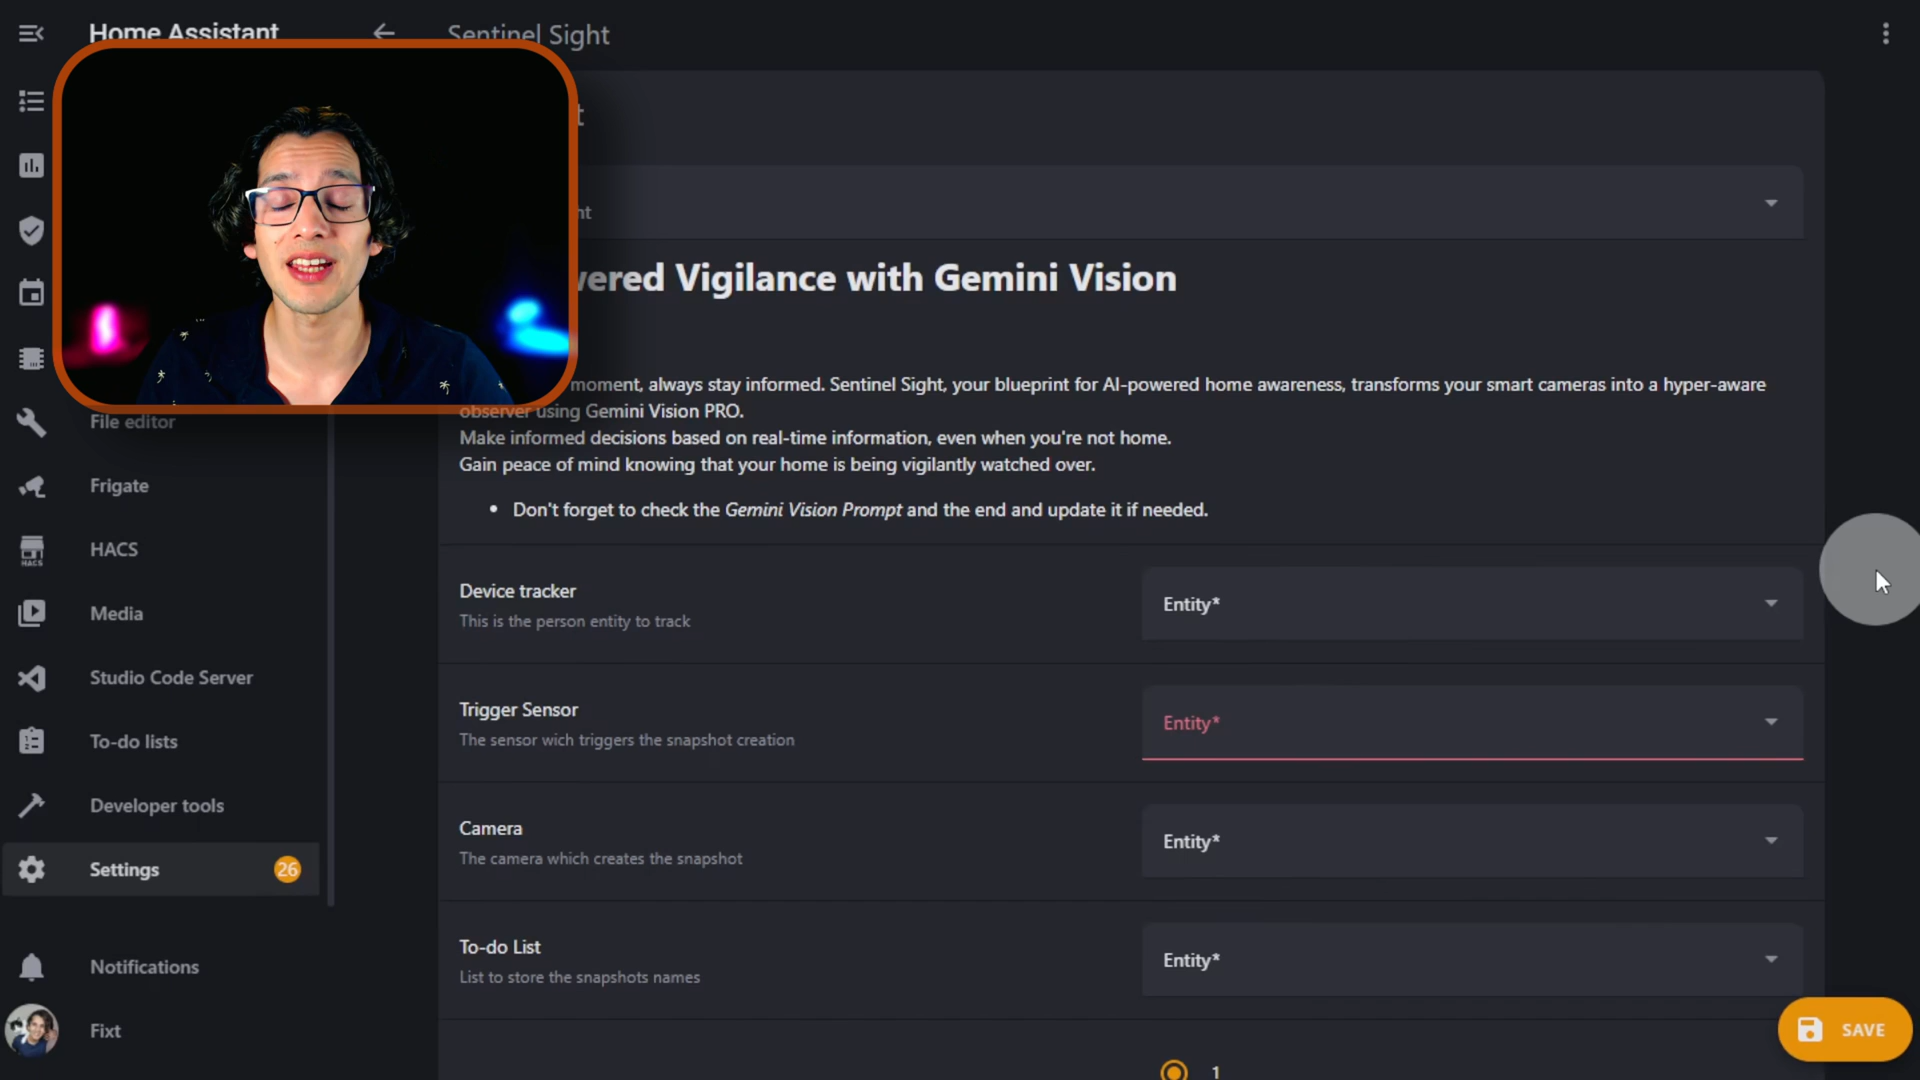 Home Assistant
Sentinel Sight
Vigilance with Gemini Vision
moment, always stay informed. Sentinel Sight, your blueprint for AI-powered home awareness, transforms your smart cameras into a hyper-aware
observer using Gemini Vision PRO.
Make informed decisions based on real-time information, even when you're not home.
Gain peace of mind knowing that your home is being vigilantly watched over.
• Don't forget to check the Gemini Vision Prompt and the end and update it if needed.
File editor
Frigate
HACS
HACS
Media
Studio Code Server
To-do lists
Developer tools
Settings
26
Notifications
Fixt
Device tracker
This is the person entity to track
Entity*
Trigger Sensor
The sensor wich triggers the snapshot creation
Entity*
Camera
The camera which creates the snapshot
Entity*
To-do List
List to store the snapshots names
Entity*
1
SAVE